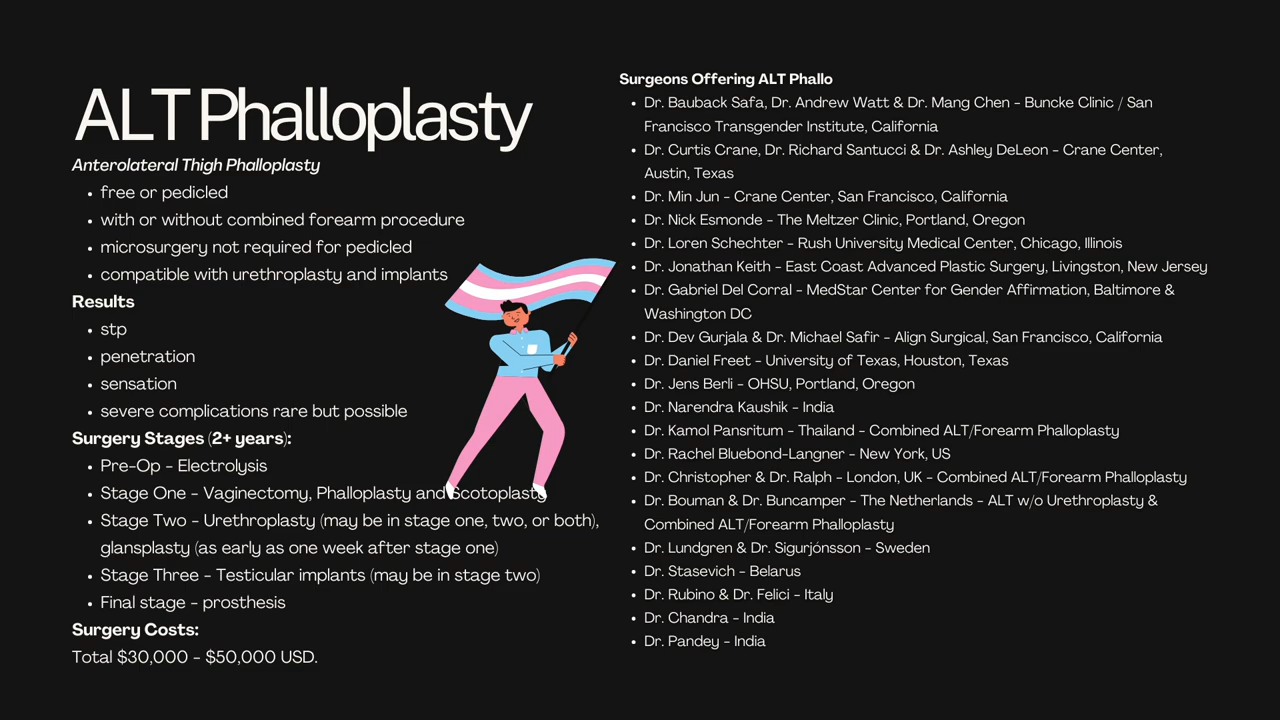 ALT Phalloplasty
Anterolateral Thigh Phalloplasty
• free or pedicled
• with or without combined forearm procedure
• microsurgery not required for pedicled
• compatible with urethroplasty and implants
Results
• stp
• penetration
• sensation
• severe complications rare but possible
Surgery Stages (2+ years):
• Pre-Op - Electrolysis
• Stage One - Vaginectomy, Phalloplasty and Scotoplasty
• Stage Two - Urethroplasty (may be in stage one, two, or both),
glansplasty (as early as one week after stage one)
• Stage Three - Testicular implants (may be in stage two)
• Final stage - prosthesis
Surgery Costs:
Total $30,000 - $50,000 USD.
Surgeons Offering ALT Phallo
• Dr. Bauback Safa, Dr. Andrew Watt & Dr. Mang Chen - Buncke Clinic / San
Francisco Transgender Institute, California
• Dr. Curtis Crane, Dr. Richard Santucci & Dr. Ashley DeLeon - Crane Center,
Austin, Texas
• Dr. Min Jun - Crane Center, San Francisco, California
• Dr. Nick Esmonde - The Meltzer Clinic, Portland, Oregon
• Dr. Loren Schechter - Rush University Medical Center, Chicago, Illinois
• Dr. Jonathan Keith - East Coast Advanced Plastic Surgery, Livingston, New Jersey
• Dr. Gabriel Del Corral - MedStar Center for Gender Affirmation, Baltimore &
Washington DC
• Dr. Dev Gurjala & Dr. Michael Safir - Align Surgical, San Francisco, California
• Dr. Daniel Freet - University of Texas, Houston, Texas
• Dr. Jens Berli - OHSU, Portland, Oregon
• Dr. Narendra Kaushik - India
• Dr. Kamol Pansritum - Thailand - Combined ALT/Forearm Phalloplasty
• Dr. Rachel Bluebond-Langner - New York, US
• Dr. Christopher & Dr. Ralph - London, UK - Combined ALT/Forearm Phalloplasty
• Dr. Bouman & Dr. Buncamper - The Netherlands - ALT w/o Urethroplasty &
Combined ALT/Forearm Phalloplasty
• Dr. Lundgren & Dr. Sigurjónsson - Sweden
• Dr. Stasevich - Belarus
• Dr. Rubino & Dr. Felici - Italy
• Dr. Chandra - India
• Dr. Pandey - India